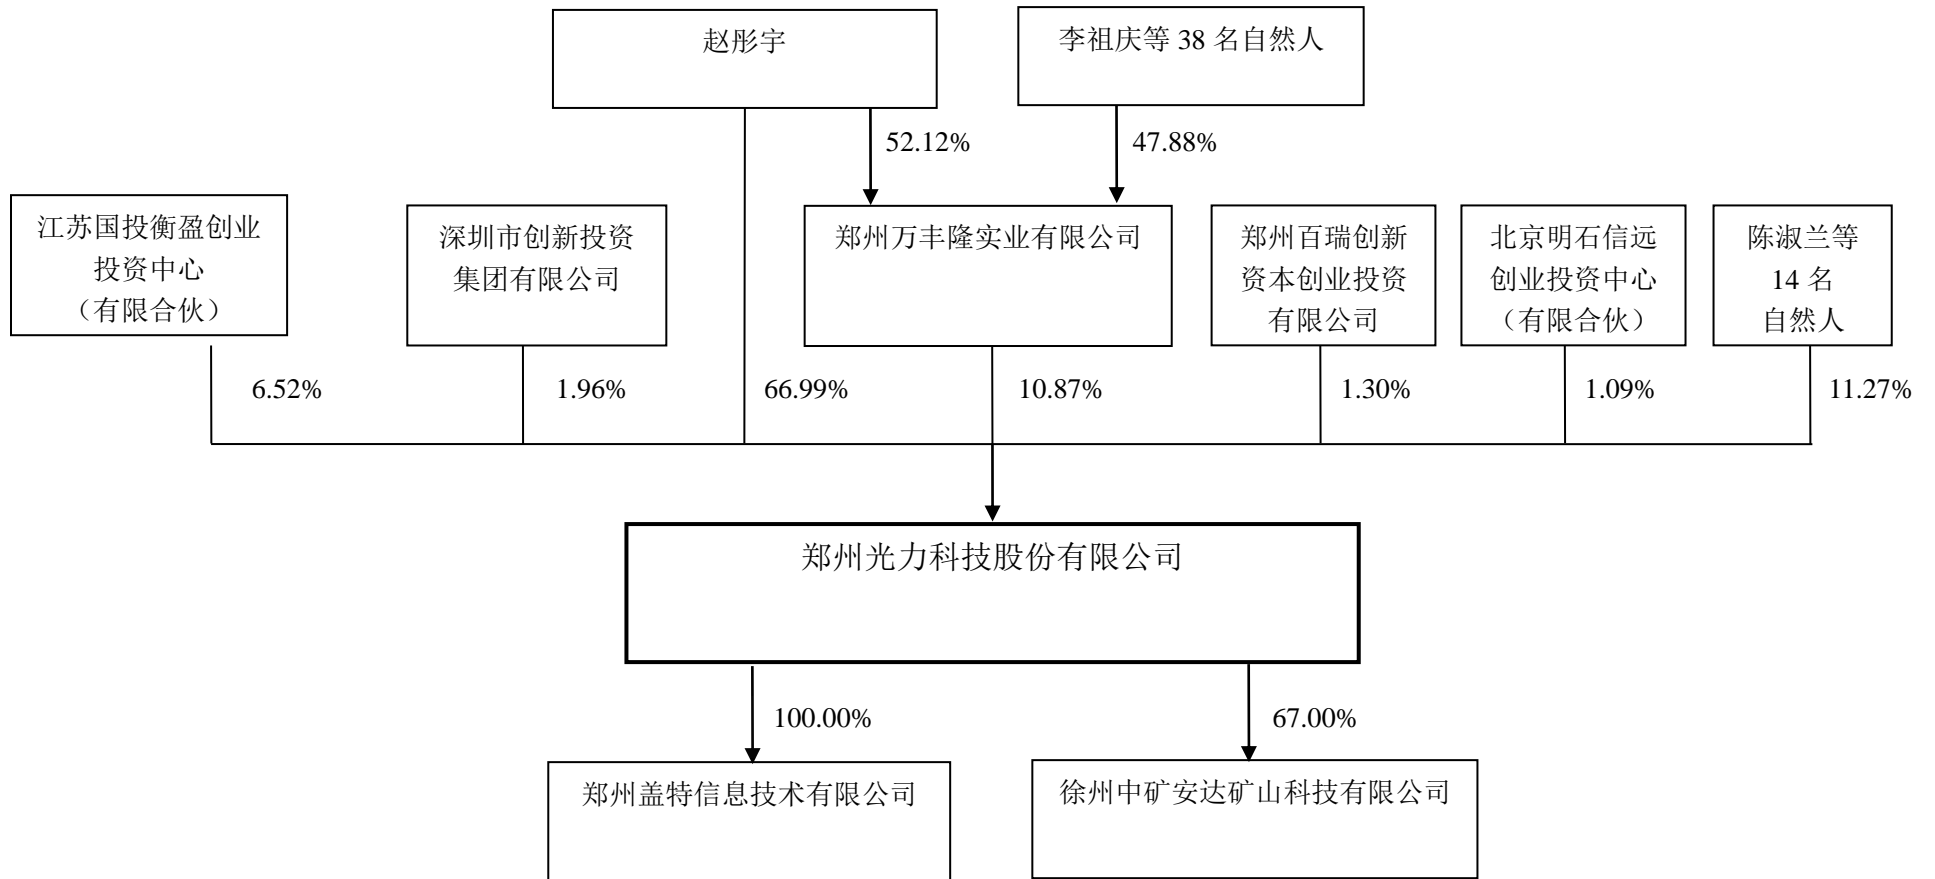 赵彤宇
李祖庆等 38 名自然人
52.12%
47.88%
江苏国投衡盈创业
投资中心
（有限合伙）
深圳市创新投资
集团有限公司
郑州万丰隆实业有限公司
郑州百瑞创新
资本创业投资
有限公司
北京明石信远
创业投资中心
（有限合伙）
陈淑兰等
14 名
自然人
6.52%
1.96%
66.99%
10.87%
1.30%
1.09%
11.27%
郑州光力科技股份有限公司
100.00%
67.00%
郑州盖特信息技术有限公司
徐州中矿安达矿山科技有限公司